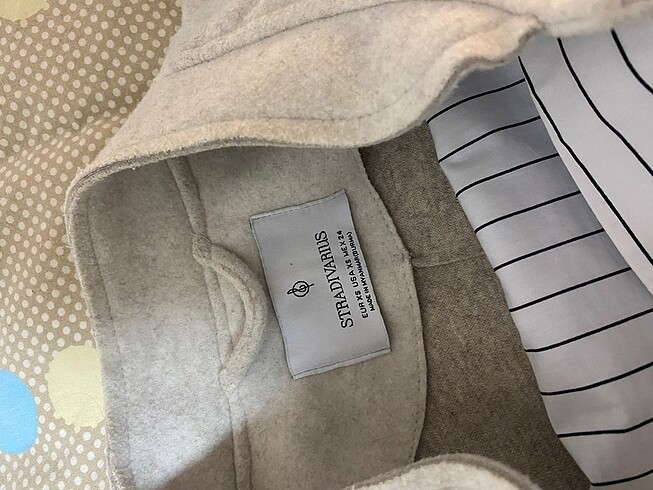 STRADIVARIUS
EUR XS USA XS MEX 24
MADE IN MYANMAR(BURMA)